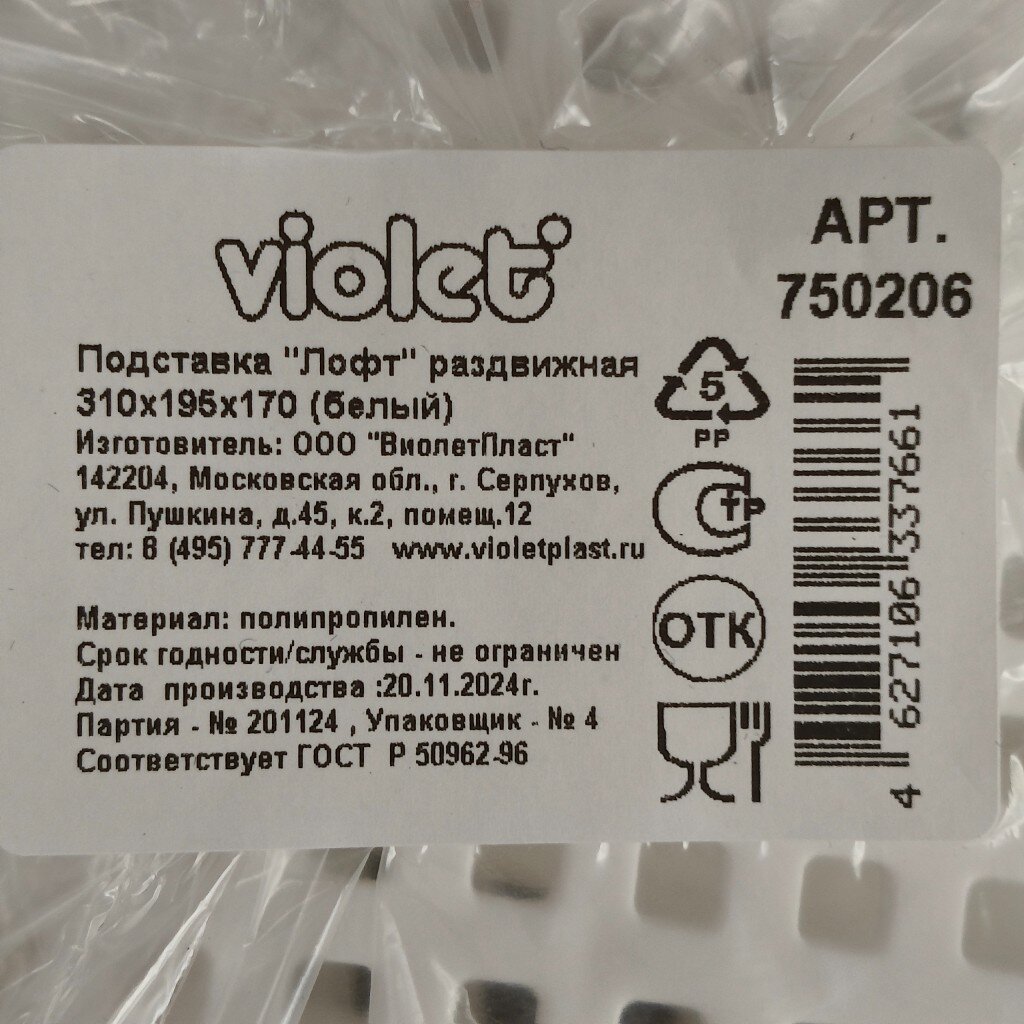 violet
АРТ.
750206
Подставка "Лофт" раздвижная
310х195х170 (белый)
Изготовитель: ООО "ВиолетПласт"
142204, Московская обл., г. Серпухов,
ул. Пушкина, д.45, к.2, помещ.12
тел: 8 (495) 777-44-55 www.violetplast.ru
Материал: полипропилен.
Срок годности/службы - не ограничен
Дата производства :20.11.2024г.
Партия - № 201124 , Упаковщик - № 4
Соответствует ГОСТ Р 50962-96
5
PP
СТР
ОТК
4 627106 337661